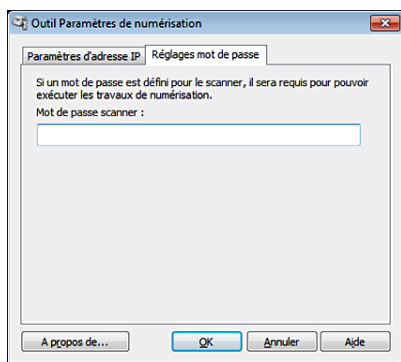 Outil Paramètres de numérisation
Paramètres d'adresse IP Réglages mot de passe
Si un mot de passe est défini pour le scanner, il sera requis pour pouvoir
exécuter les travaux de numérisation.
Mot de passe scanner :
A propos de... OK Annuler Aide